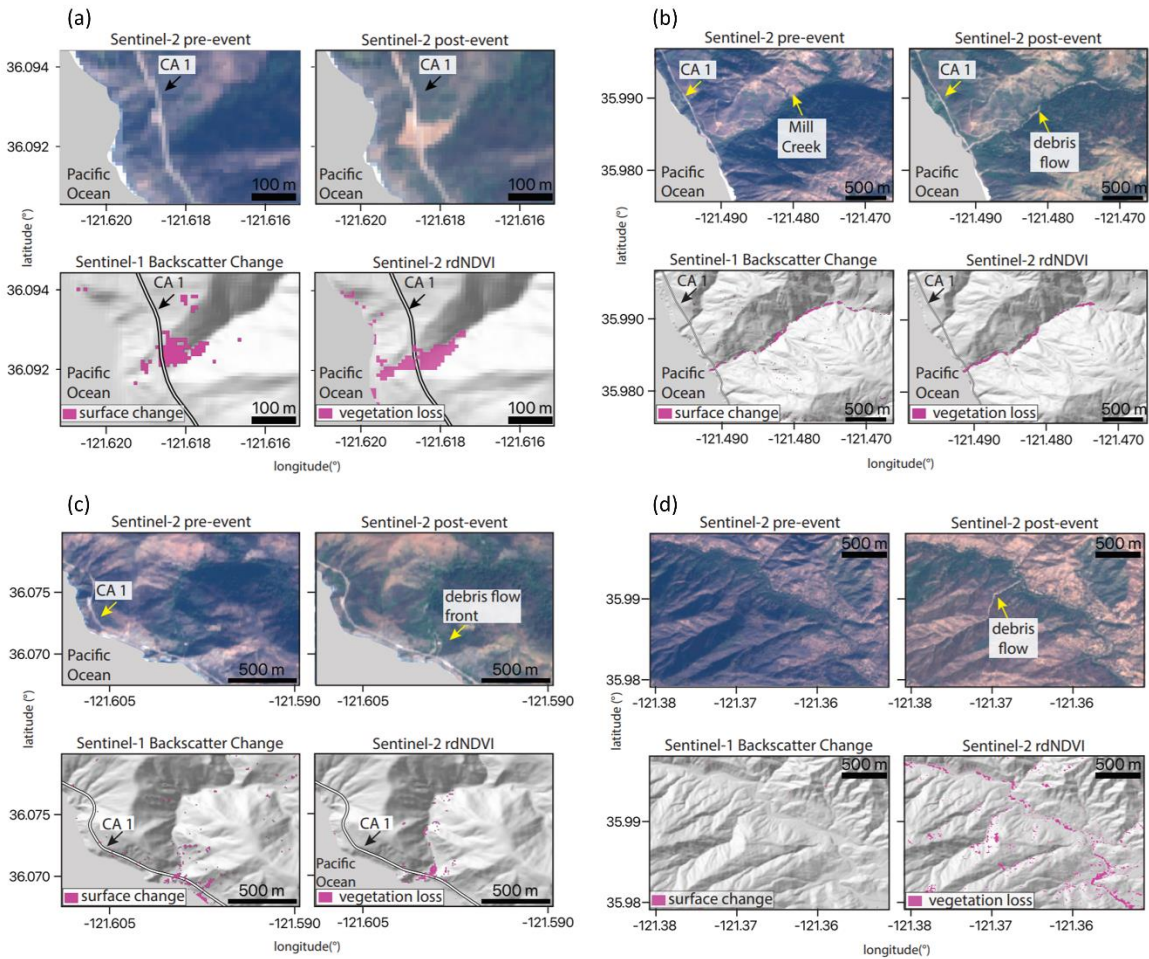 (a)
Sentinel-2 pre-event
Sentinel-2 post-event
36.094
36.092
CA 1
CA 1
Pacific
Ocean
100 m
Pacific
Ocean
100 m
-121.620
-121.618
-121.616
-121.620
-121.618
-121.616
latitude (°)
Sentinel-1 Backscatter Change
Sentinel-2 rdNDVI
36.094
36.092
CA 1
CA 1
Pacific
Ocean
surface change
100 m
Pacific
Ocean
vegetation loss
100 m
-121.620
-121.618
-121.616
-121.620
-121.618
-121.616
longitude(°)
(b)
Sentinel-2 pre-event
Sentinel-2 post-event
35.990
35.980
CA 1
Mill
Creek
Pacific
Ocean
500 m
CA 1
debris
flow
Pacific
Ocean
500 m
-121.490
-121.480
-121.470
-121.490
-121.480
-121.470
latitude (°)
Sentinel-1 Backscatter Change
Sentinel-2 rdNDVI
35.990
35.980
CA 1
CA 1
Pacific
Ocean
surface change
500 m
Pacific
Ocean
vegetation loss
500 m
-121.490
-121.480
-121.470
-121.490
-121.480
-121.470
longitude(°)
(c)
Sentinel-2 pre-event
Sentinel-2 post-event
36.075
36.070
CA 1
Pacific
Ocean
500 m
debris flow
front
Pacific
Ocean
500 m
-121.605
-121.590
-121.605
-121.590
latitude (°)
Sentinel-1 Backscatter Change
Sentinel-2 rdNDVI
36.075
36.070
CA 1
CA 1
surface change
500 m
Pacific
Ocean
vegetation loss
500 m
-121.605
-121.590
-121.605
-121.590
longitude(°)
(d)
Sentinel-2 pre-event
Sentinel-2 post-event
500 m
500 m
35.99
35.98
debris
flow
-121.38
-121.37
-121.36
-121.38
-121.37
-121.36
latitude (°)
Sentinel-1 Backscatter Change
Sentinel-2 rdNDVI
500 m
500 m
35.99
35.98
surface change
vegetation loss
-121.38
-121.37
-121.36
-121.38
-121.37
-121.36
longitude(°)